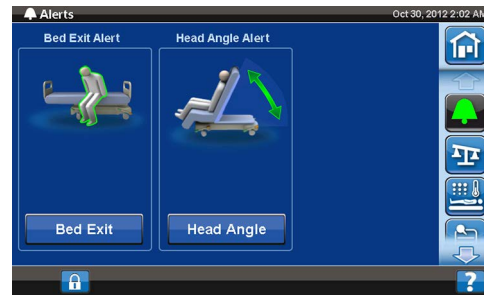 Alerts
Oct 30, 2012 2:02 AM
Bed Exit Alert
Head Angle Alert
Bed Exit
Head Angle
?